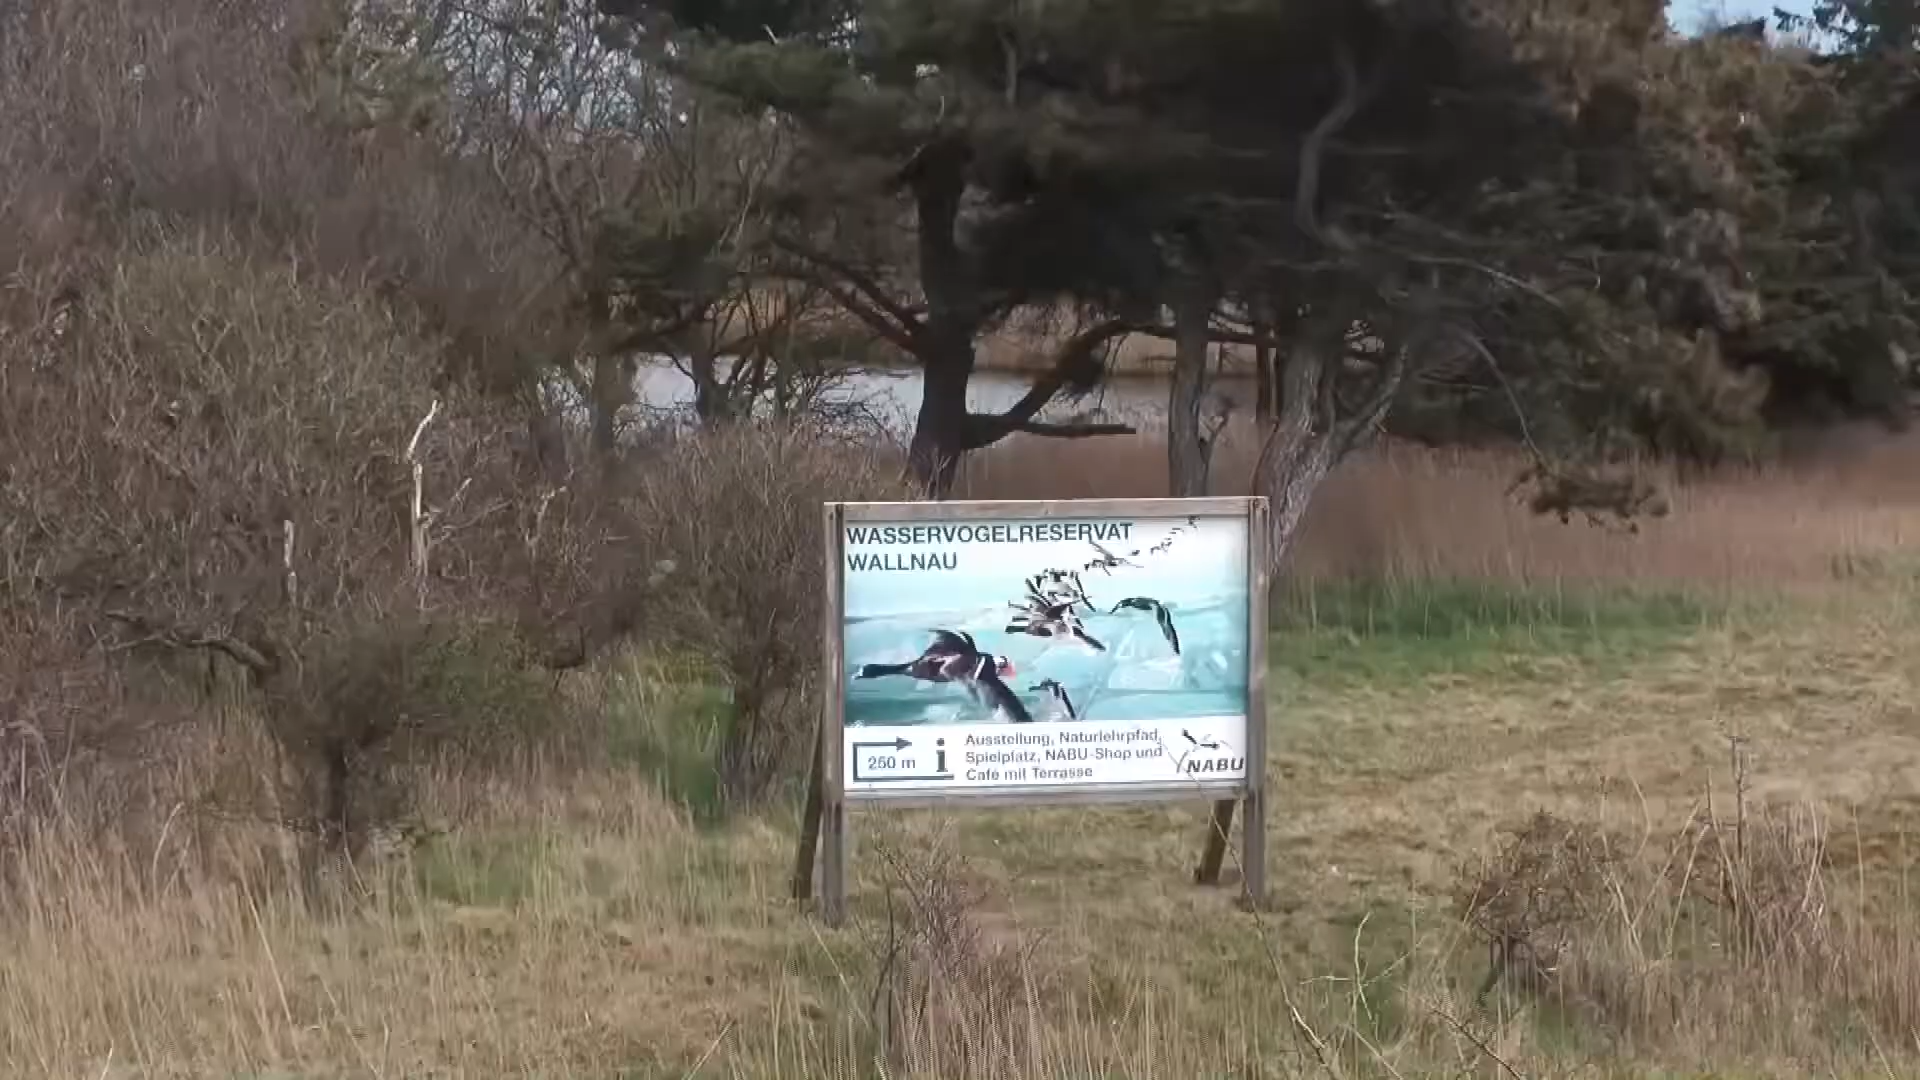 WASSERVOGELRESERVAT
WALLNAU
250 m
i
Ausstellung, Naturlehrpfad,
Spielplatz, NABU-Shop und
Café mit Terrasse
NABU